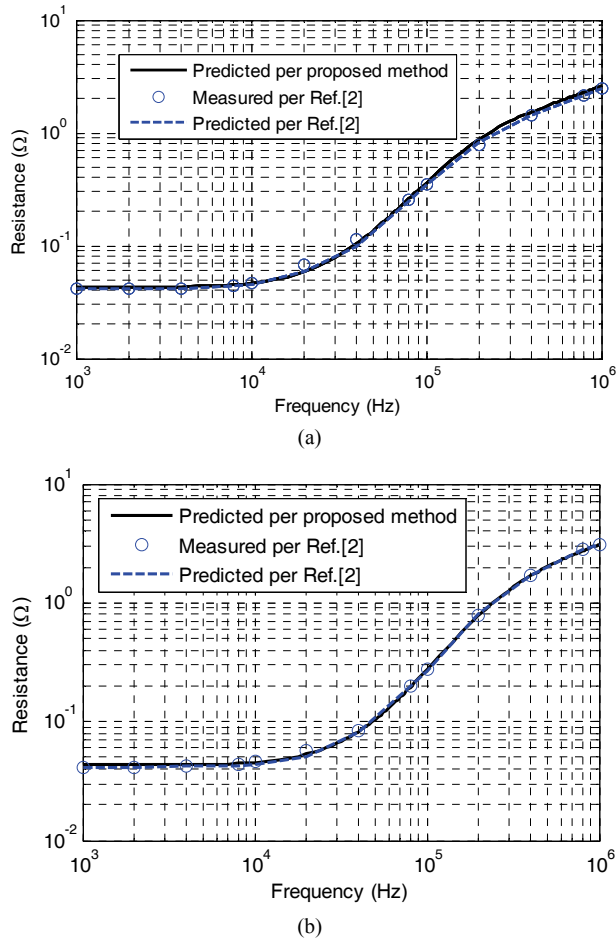 10^1
Predicted per proposed method
Measured per Ref.[2]
Predicted per Ref.[2]
10^0
Resistance (Ω)
10^-1
10^-2
10^3 10^4 10^5 10^6
Frequency (Hz)
(a)
10^1
Predicted per proposed method
Measured per Ref.[2]
Predicted per Ref.[2]
10^0
Resistance (Ω)
10^-1
10^-2
10^3 10^4 10^5 10^6
Frequency (Hz)
(b)